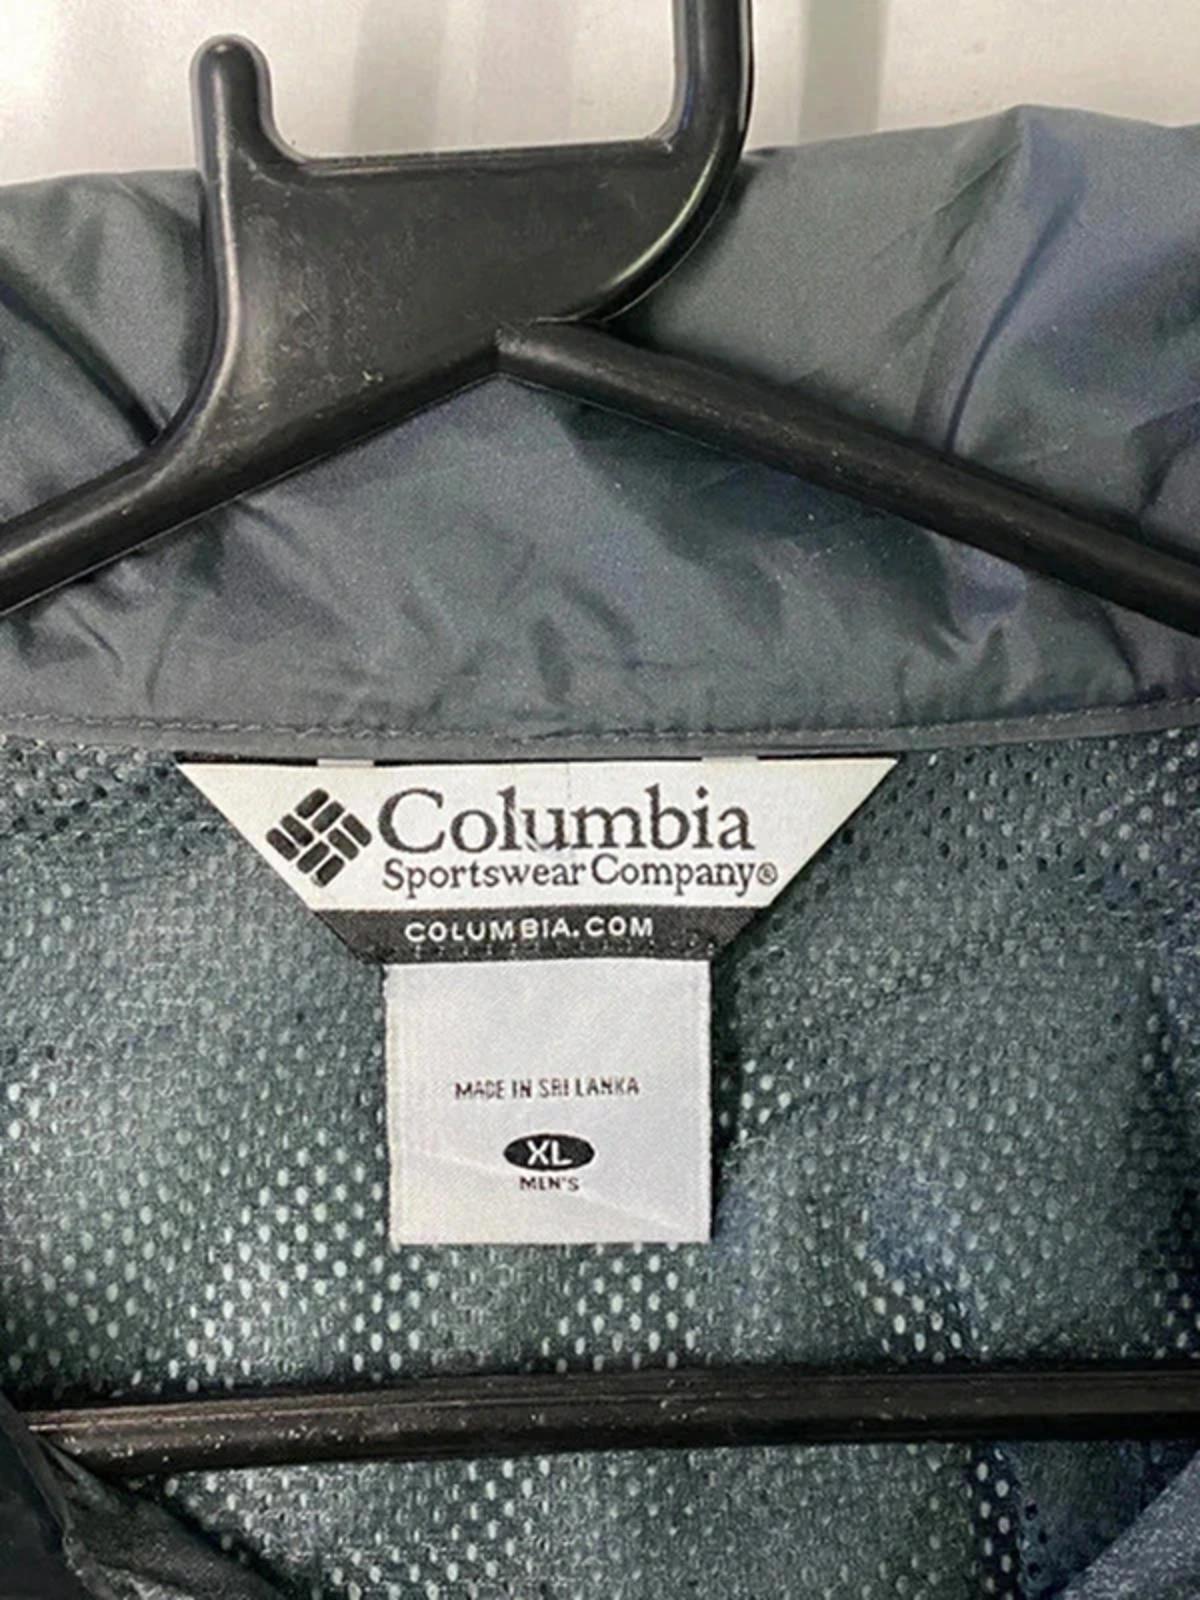 Columbia
Sportswear Company®
COLUMBIA.COM
MADE IN SRI LANKA
XL
MEN'S